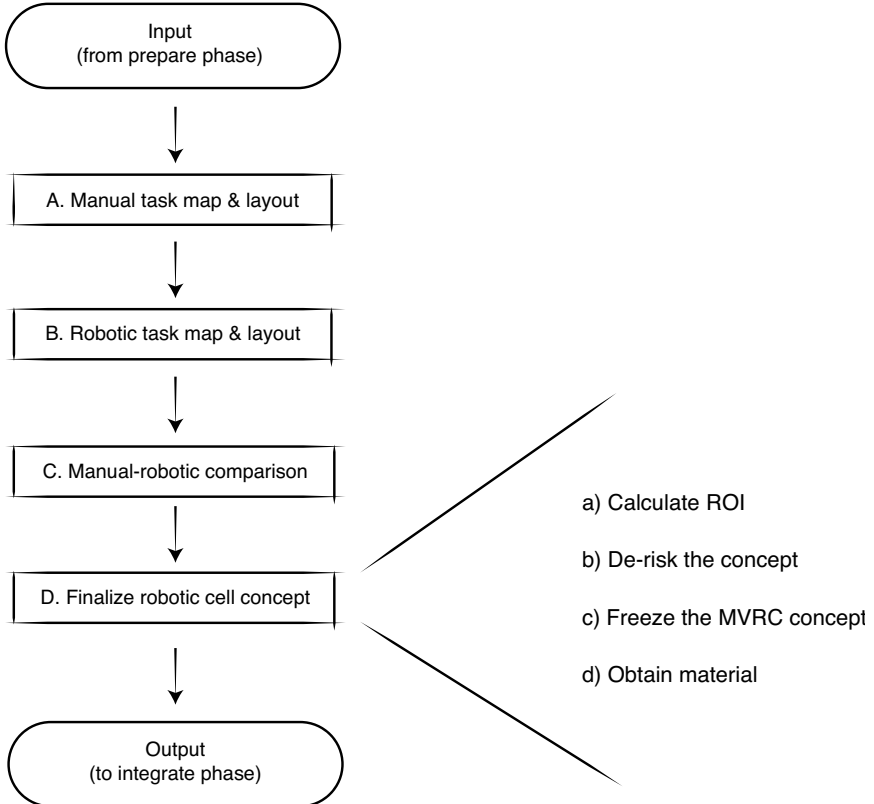 Input
(from prepare phase)
A. Manual task map & layout
B. Robotic task map & layout
C. Manual-robotic comparison
D. Finalize robotic cell concept
Output
(to integrate phase)
a) Calculate ROI
b) De-risk the concept
c) Freeze the MVRC concept
d) Obtain material